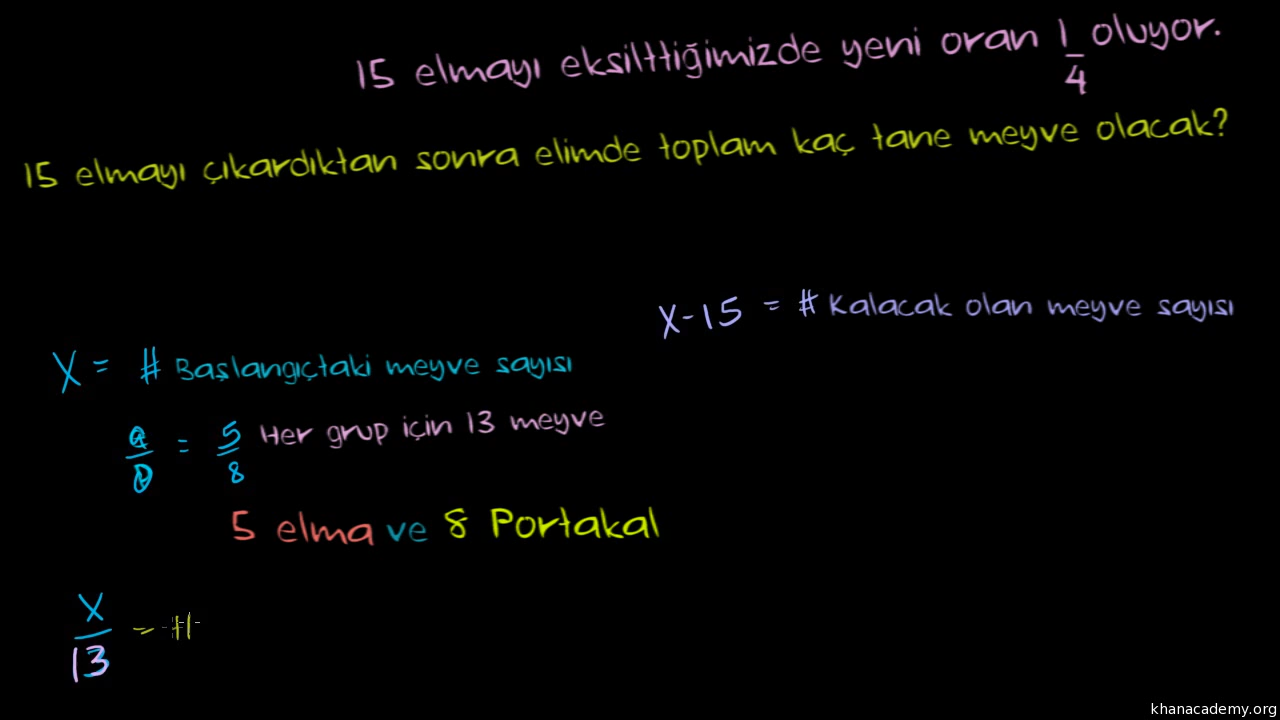 15 elmayı eksilttiğimizde yeni oran 1/4 oluyor.
15 elmayı çıkardıktan sonra elimde toplam kaç tane meyve olacak?
X-15 = # Kalacak olan meyve sayısı
X = # Başlangıçtaki meyve sayısı
= 5/8 Her grup için 13 meyve
5 elma ve 8 Portakal
X/13 = #
khanacademy.org